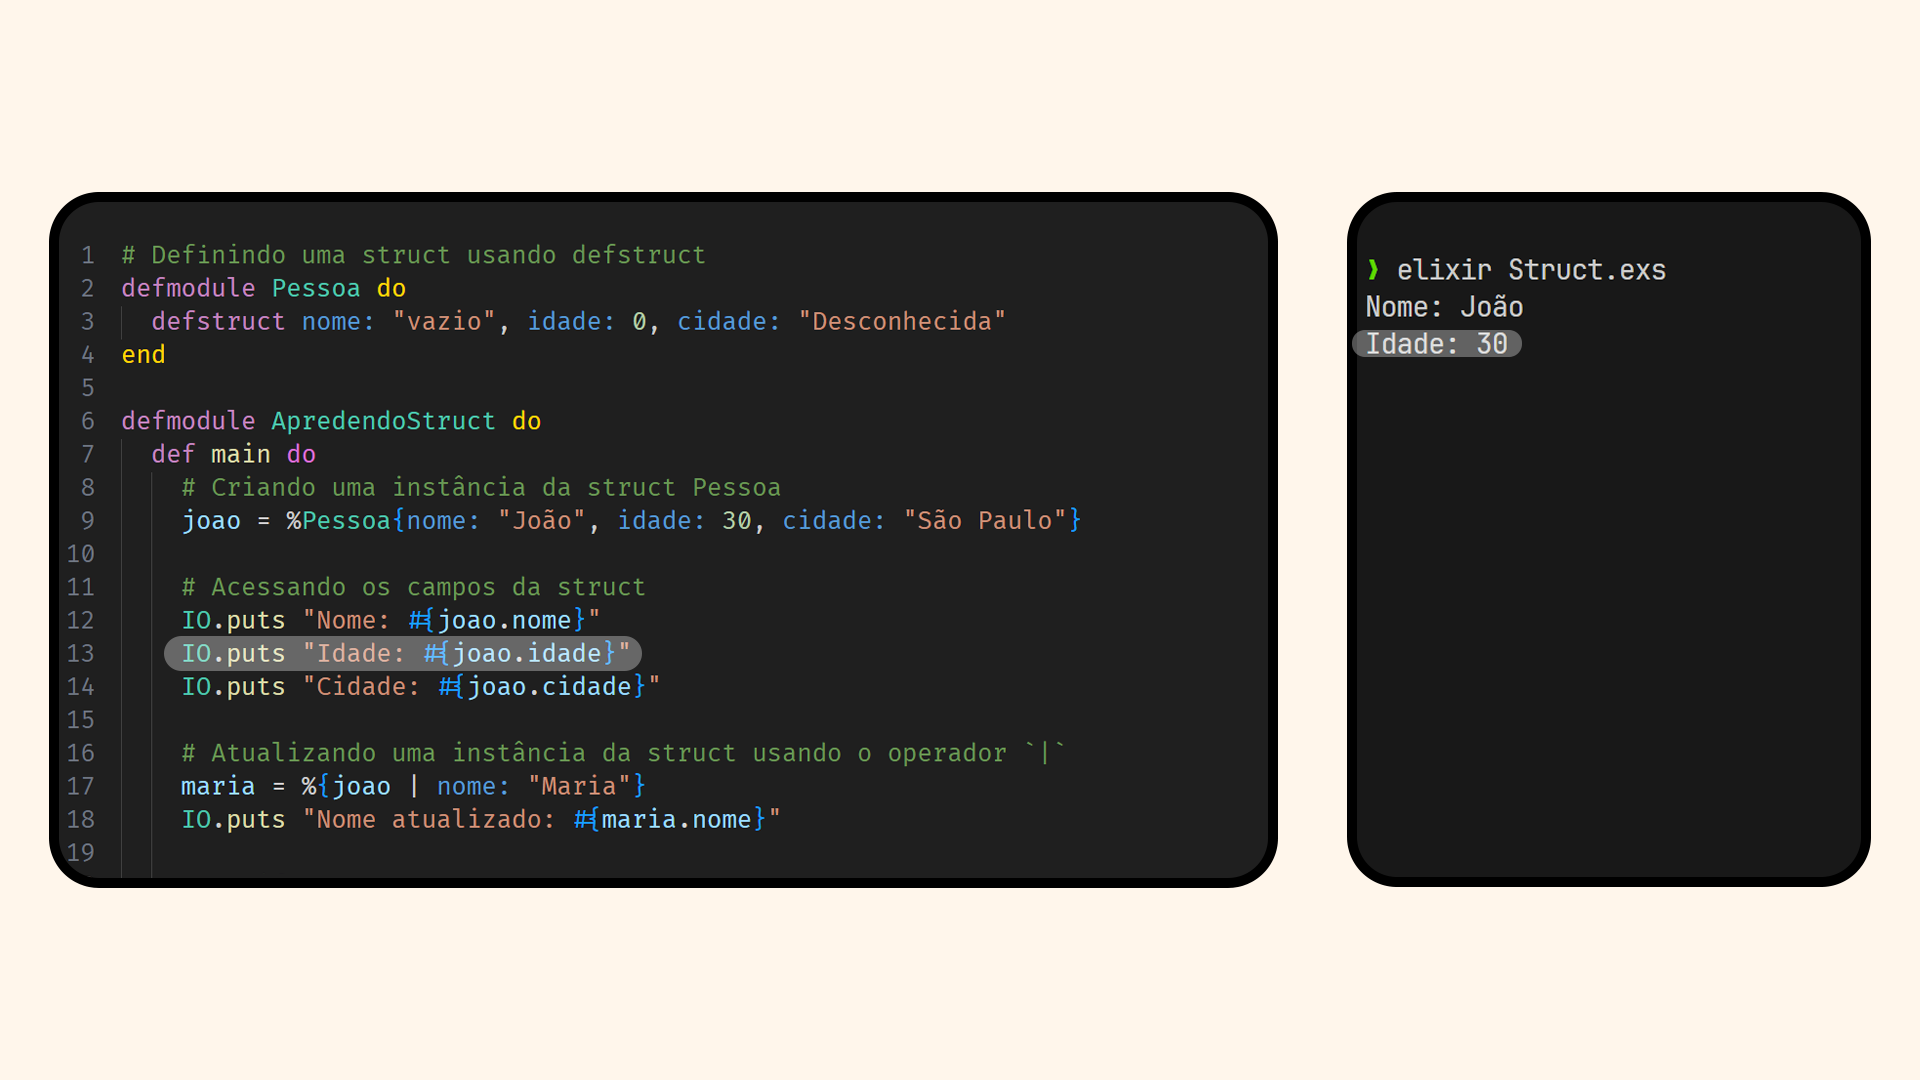 1 # Definindo uma struct usando defstruct
2 defmodule Pessoa do
3 defstruct nome: "vazio", idade: 0, cidade: "Desconhecida"
4 end
5
6 defmodule ApredendoStruct do
7 def main do
8 # Criando uma instância da struct Pessoa
9 joao = %Pessoa{nome: "João", idade: 30, cidade: "São Paulo"}
10
11 # Acessando os campos da struct
12 IO.puts "Nome: #{joao.nome}"
13 IO.puts "Idade: #{joao.idade}"
14 IO.puts "Cidade: #{joao.cidade}"
15
16 # Atualizando uma instância da struct usando o operador `|`
17 maria = %{joao | nome: "Maria"}
18 IO.puts "Nome atualizado: #{maria.nome}"
19
❯ elixir Struct.exs
Nome: João
Idade: 30